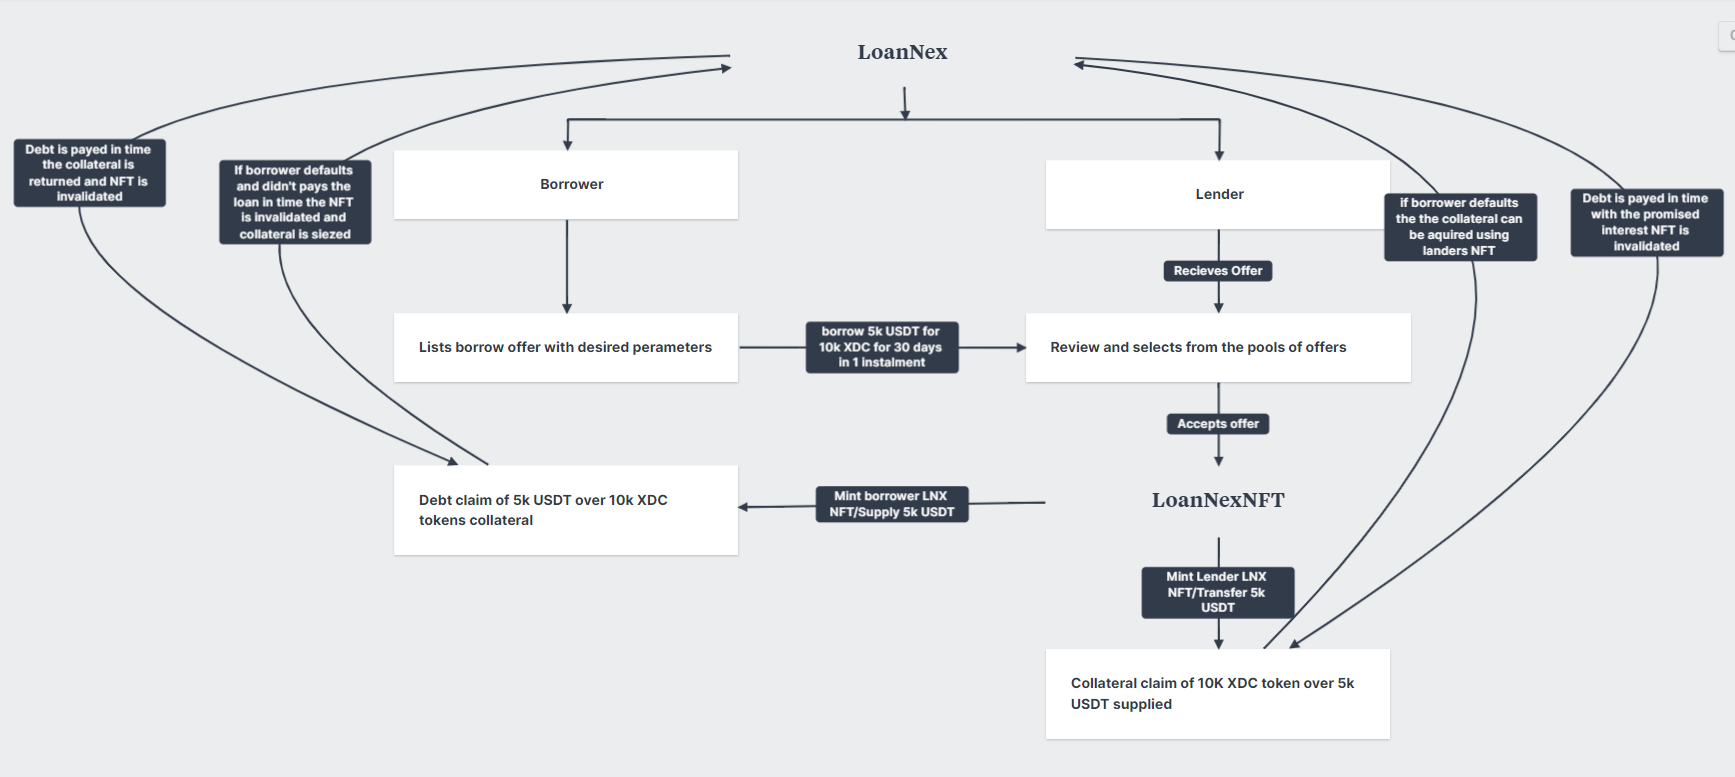 LoanNex
Debt is payed in time
the collateral is
returned and NFT is
invalidated
If borrower defaults
and didn't pays the
loan in time the NFT
is invalidated and
collateral is siezed
Borrower
Lender
if borrower defaults
the the collateral can
be aquired using
landers NFT
Debt is payed in time
with the promised
interest NFT is
invalidated
Recieves Offer
Lists borrow offer with desired perameters
borrow 5k USDT for
10k XDC for 30 days
in 1 instalment
Review and selects from the pools of offers
Accepts offer
Debt claim of 5k USDT over 10k XDC
tokens collateral
Mint borrower LNX
NFT/Supply 5k USDT
LoanNexNFT
Mint Lender LNX
NFT/Transfer 5k
USDT
Collateral claim of 10K XDC token over 5k
USDT supplied